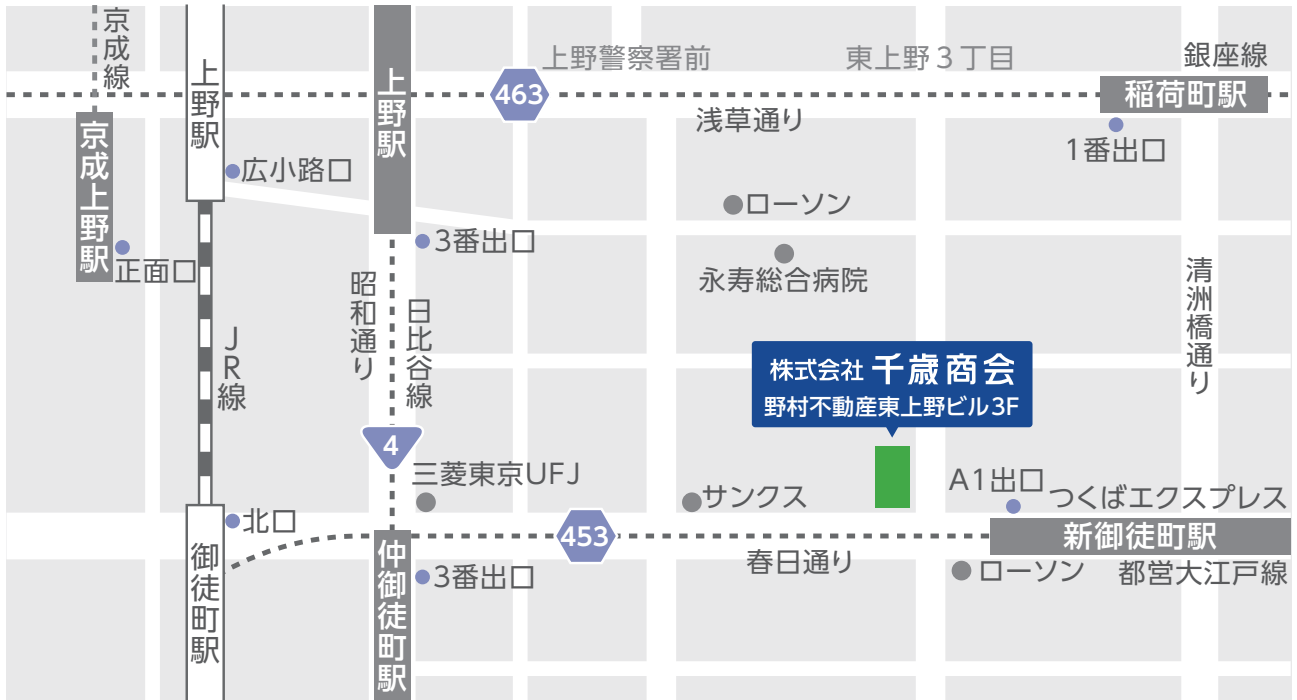 京成線
上野駅
上野駅
463
上野警察署前
東上野３丁目
銀座線
稲荷町駅
浅草通り
1番出口
京成上野駅
広小路口
ローソン
3番出口
正面口
永寿総合病院
昭和通り
日比谷線
清洲橋通り
JR線
株式会社 千歳商会
野村不動産東上野ビル3F
4
三菱東京UFJ
サンクス
A1出口
つくばエクスプレス
北口
453
新御徒町駅
御徒町駅
仲御徒町駅
春日通り
3番出口
ローソン
都営大江戸線